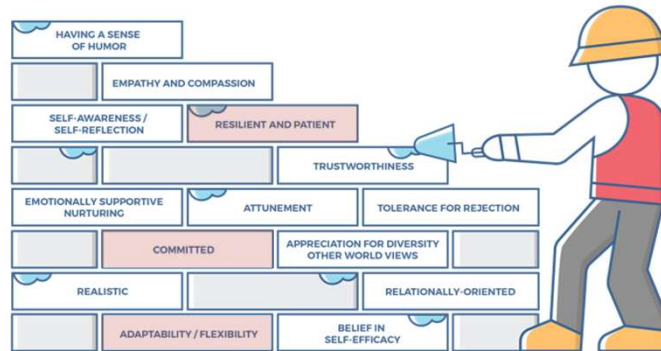 HAVING A SENSE
OF HUMOR
EMPATHY AND COMPASSION
SELF-AWARENESS /
SELF-REFLECTION
RESILIENT AND PATIENT
TRUSTWORTHINESS
EMOTIONALLY SUPPORTIVE
NURTURING
ATTUNEMENT
TOLERANCE FOR REJECTION
COMMITTED
APPRECIATION FOR DIVERSITY
OTHER WORLD VIEWS
REALISTIC
RELATIONALLY-ORIENTED
ADAPTABILITY / FLEXIBILITY
BELIEF IN
SELF-EFFICACY